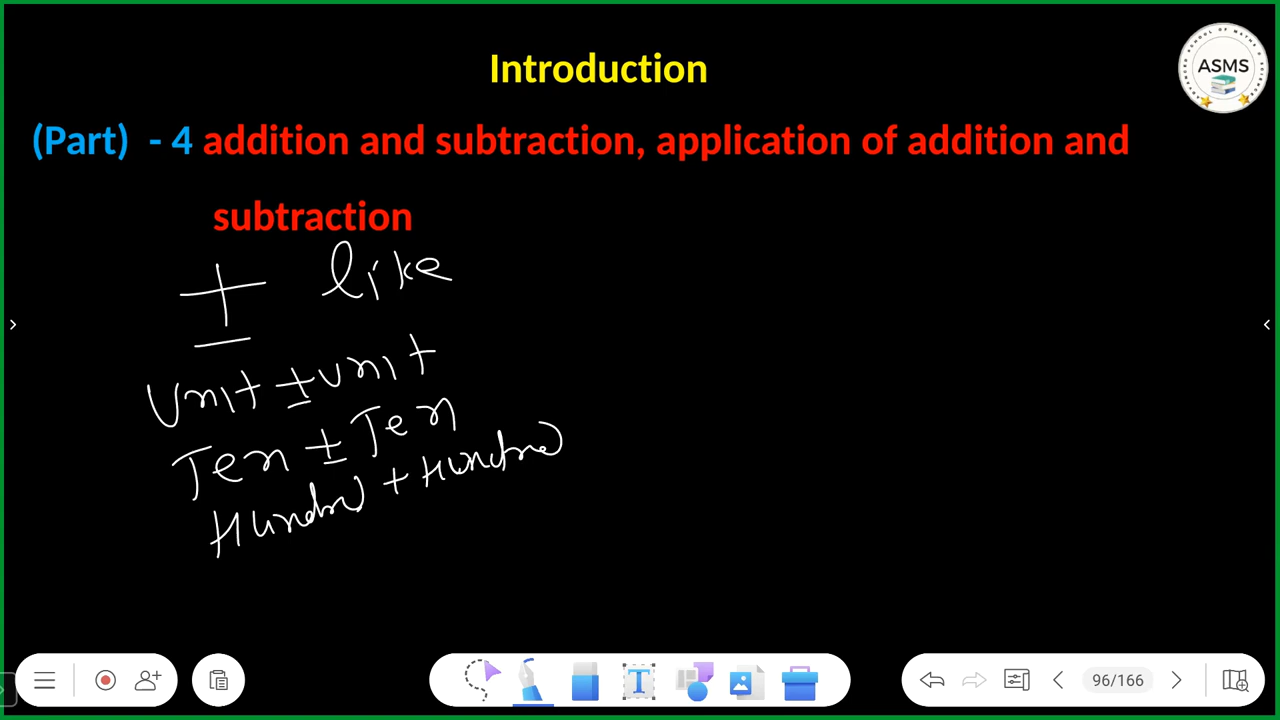 Introduction
ASMS
(Part) - 4 addition and subtraction, application of addition and
subtraction
± like
Unit ± Unit
Ten ± Ten
Hundred + Hundred
96/166